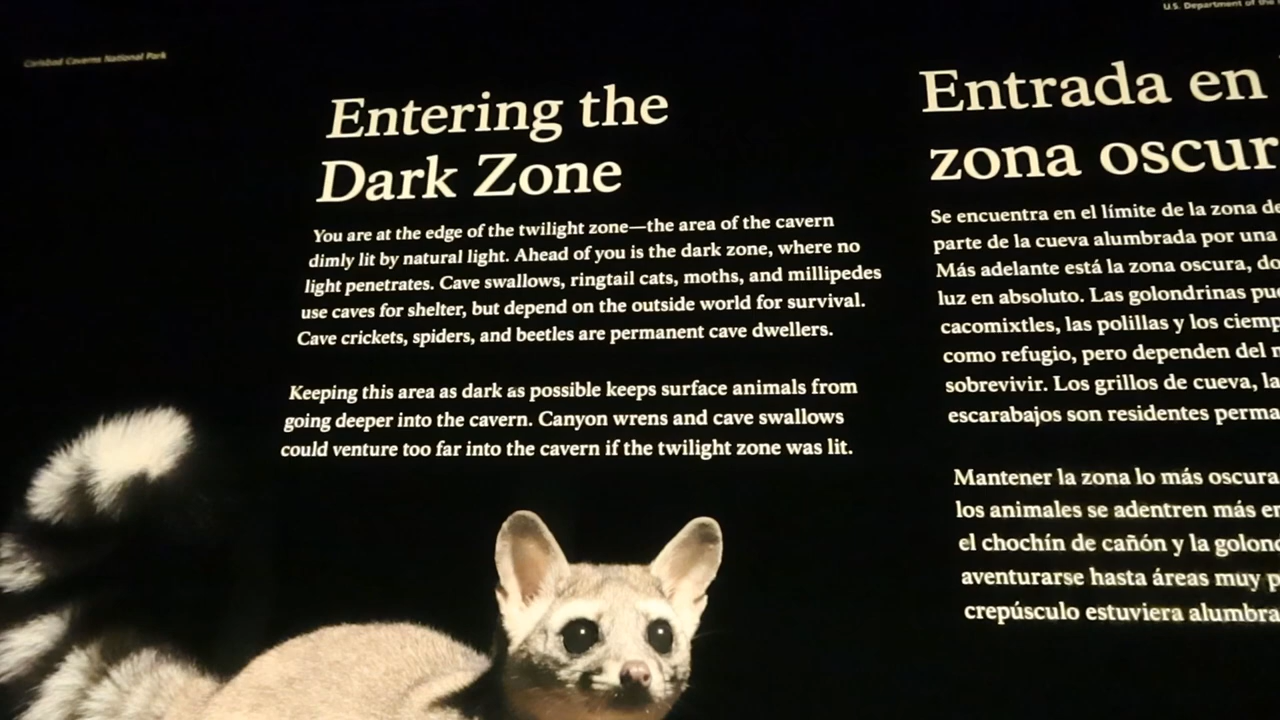 Carlsbad Caverns National Park
U.S. Department of the
Entering the
Dark Zone
You are at the edge of the twilight zone—the area of the cavern
dimly lit by natural light. Ahead of you is the dark zone, where no
light penetrates. Cave swallows, ringtail cats, moths, and millipedes
use caves for shelter, but depend on the outside world for survival.
Cave crickets, spiders, and beetles are permanent cave dwellers.
Keeping this area as dark as possible keeps surface animals from
going deeper into the cavern. Canyon wrens and cave swallows
could venture too far into the cavern if the twilight zone was lit.
Entrada en
zona oscur
Se encuentra en el límite de la zona de
parte de la cueva alumbrada por una
Más adelante está la zona oscura, do
luz en absoluto. Las golondrinas pue
cacomixtles, las polillas y los ciemp
como refugio, pero dependen del m
sobrevivir. Los grillos de cueva, la
escarabajos son residentes perma
Mantener la zona lo más oscura
los animales se adentren más en
el chochín de cañón y la golond
aventurarse hasta áreas muy p
crepúsculo estuviera alumbra